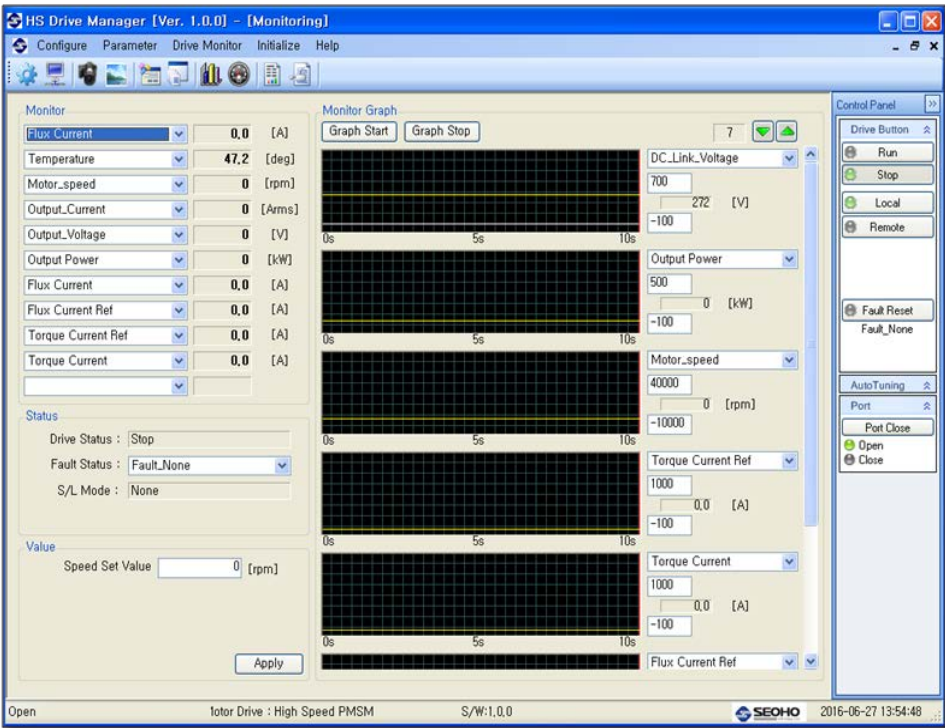 HS Drive Manager [Ver. 1.0.0] - [Monitoring]
Configure Parameter Drive Monitor Initialize Help
Monitor
Flux Current 0,0 [A]
Temperature 47,2 [deg]
Motor_speed 0 [rpm]
Output_Current 0 [Arms]
Output_Voltage 0 [V]
Output Power 0 [kW]
Flux Current 0,0 [A]
Flux Current Ref 0,0 [A]
Torque Current Ref 0,0 [A]
Torque Current 0,0 [A]
Status
Drive Status : Stop
Fault Status : Fault_None
S/L Mode : None
Value
Speed Set Value 0 [rpm]
Apply
Monitor Graph
Graph Start Graph Stop 7
DC_Link_Voltage
700
272 [V]
-100
0s 5s 10s
Output Power
500
0 [kW]
-100
0s 5s 10s
Motor_speed
40000
0 [rpm]
-10000
0s 5s 10s
Torque Current Ref
1000
0,0 [A]
-100
0s 5s 10s
Torque Current
1000
0,0 [A]
-100
0s 5s 10s
Flux Current Ref
Control Panel
Drive Button
Run
Stop
Local
Remote
Fault Reset
Fault_None
AutoTuning
Port
Port Close
Open
Close
Open 1otor Drive : High Speed PMSM S/W:1,0,0 SEOHO 2016-06-27 13:54:48